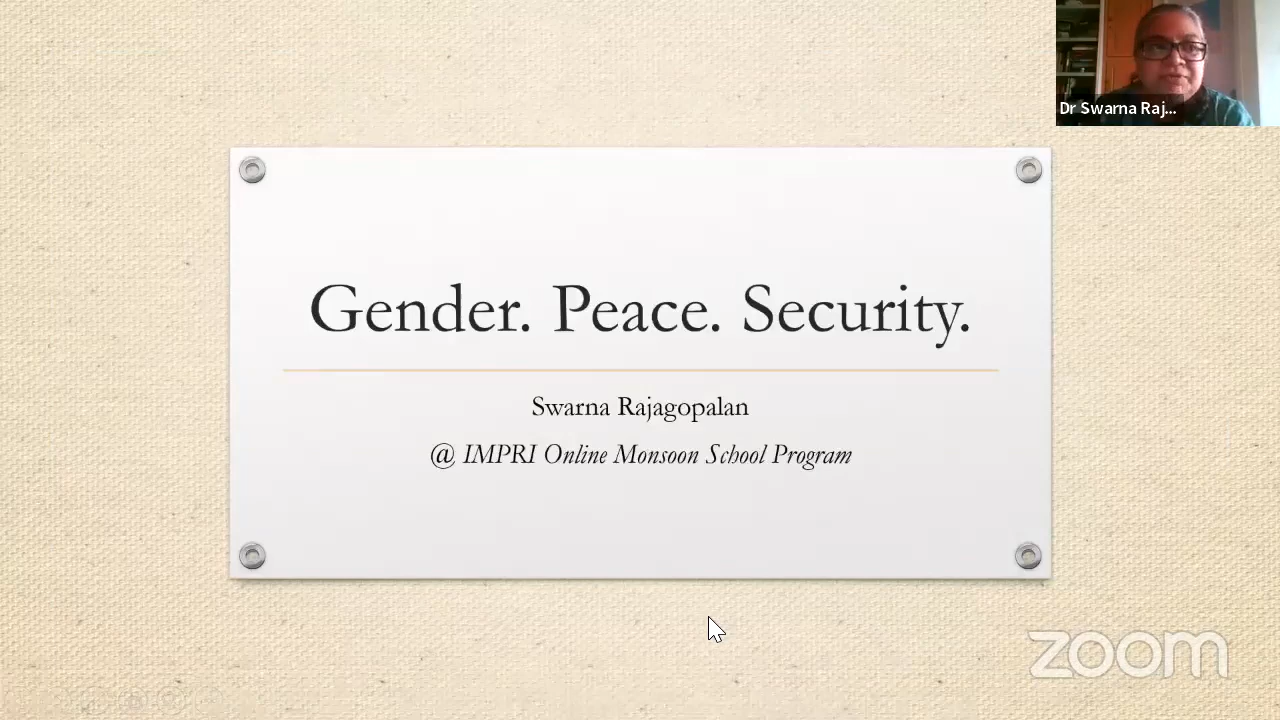 Dr Swarna Raj...
Gender. Peace. Security.
Swarna Rajagopalan
@ IMPRI Online Monsoon School Program
zoom